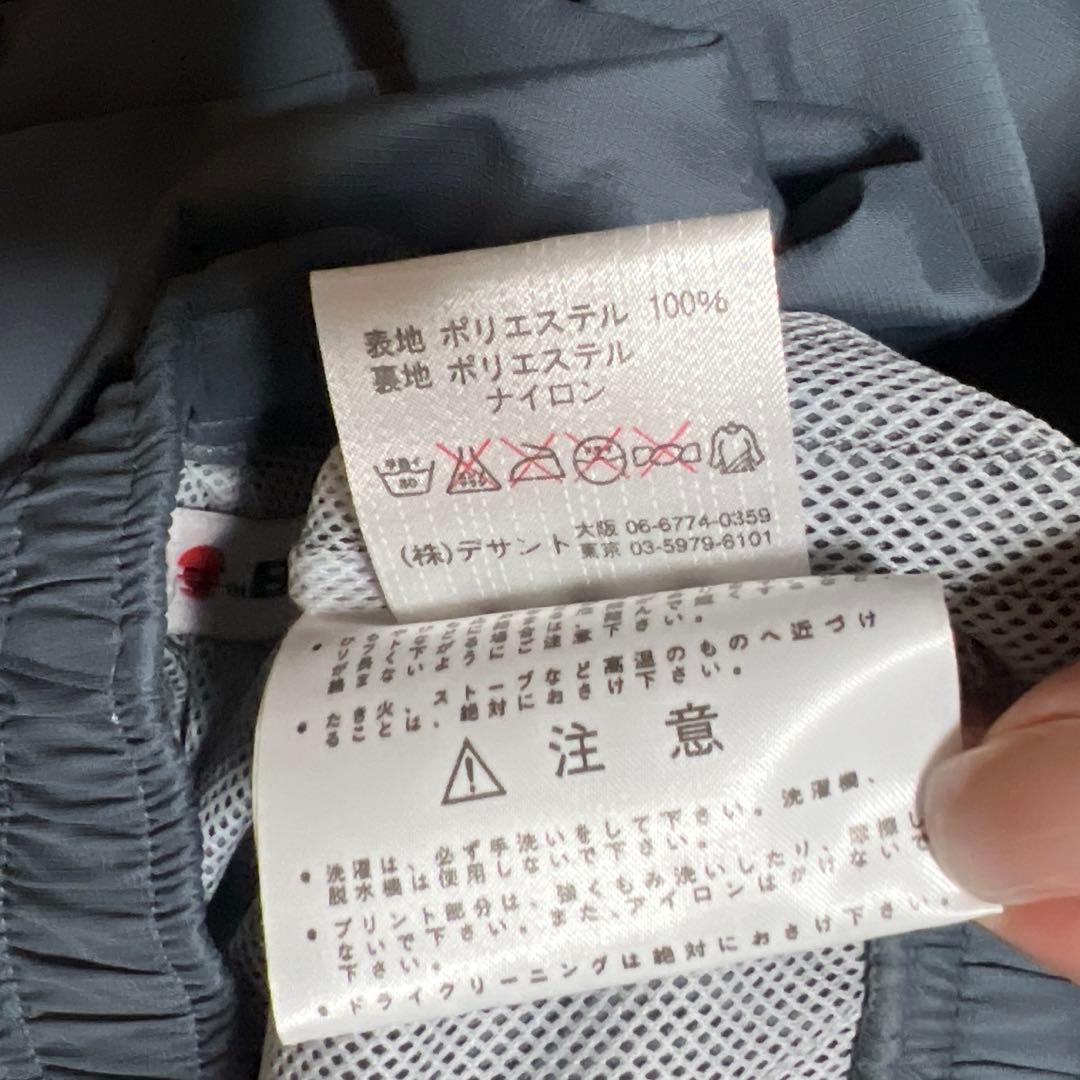 表地 ポリエステル 100%
裏地 ポリエステル
ナイロン
手洗イ
30
(株)デサント
大阪 06-6774-0359
東京 03-5979-6101
たき火、ストーブなど高温のものへ近づけ
ることは、絶対におさけ下さい。
注意
洗濯は、必ず手洗いをして下さい。洗濯機、
脱水機は使用しないで下さい。
プリント部分は、強くもみ洗いしたり、
ないで下さい。また、アイロンはかけないで
下さい。
ドライクリーニングは絶対におさけ下さい。